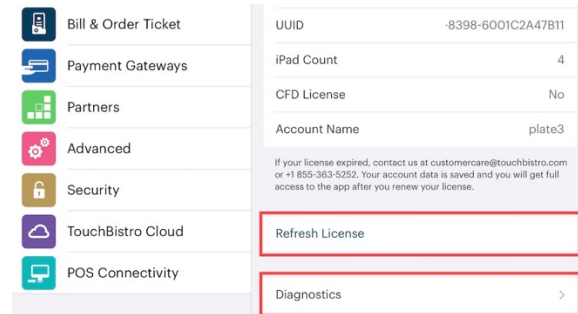 Bill & Order Ticket
Payment Gateways
Partners
Advanced
Security
TouchBistro Cloud
POS Connectivity
UUID -8398-6001C2A47B11
iPad Count 4
CFD License No
Account Name plate3
If your license expired, contact us at customercare@touchbistro.com
or +1 855-363-5252. Your account data is saved and you will get full
access to the app after you renew your license.
Refresh License
Diagnostics